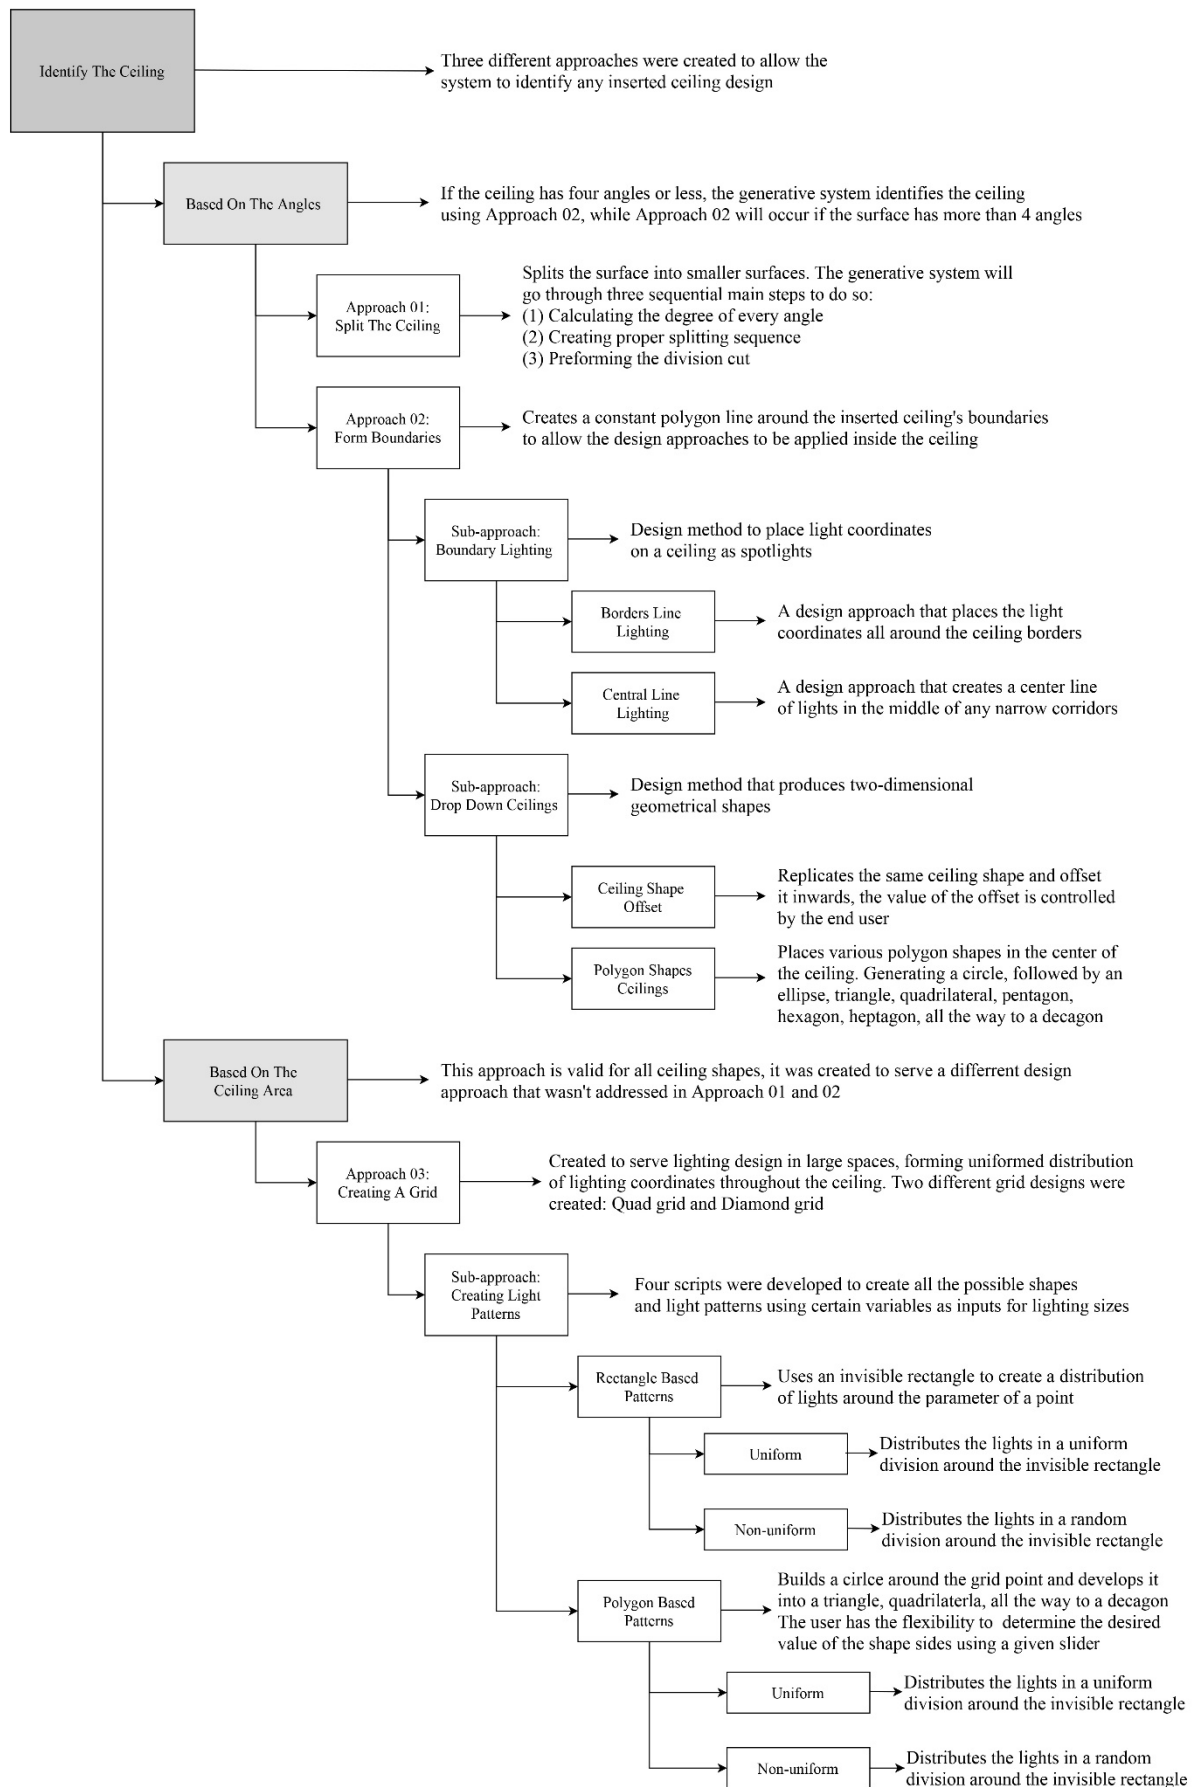 Identify The Ceiling
Three different approaches were created to allow the
system to identify any inserted ceiling design
Based On The Angles
If the ceiling has four angles or less, the generative system identifies the ceiling
using Approach 02, while Approach 02 will occur if the surface has more than 4 angles
Approach 01:
Split The Ceiling
Splits the surface into smaller surfaces. The generative system will
go through three sequential main steps to do so:
(1) Calculating the degree of every angle
(2) Creating proper splitting sequence
(3) Preforming the division cut
Approach 02:
Form Boundaries
Creates a constant polygon line around the inserted ceiling's boundaries
to allow the design approaches to be applied inside the ceiling
Sub-approach:
Boundary Lighting
Design method to place light coordinates
on a ceiling as spotlights
Borders Line
Lighting
A design approach that places the light
coordinates all around the ceiling borders
Central Line
Lighting
A design approach that creates a center line
of lights in the middle of any narrow corridors
Sub-approach:
Drop Down Ceilings
Design method that produces two-dimensional
geometrical shapes
Ceiling Shape
Offset
Replicates the same ceiling shape and offset
it inwards, the value of the offset is controlled
by the end user
Polygon Shapes
Ceilings
Places various polygon shapes in the center of
the ceiling. Generating a circle, followed by an
ellipse, triangle, quadrilateral, pentagon,
hexagon, heptagon, all the way to a decagon
Based On The
Ceiling Area
This approach is valid for all ceiling shapes, it was created to serve a differrent design
approach that wasn't addressed in Approach 01 and 02
Approach 03:
Creating A Grid
Created to serve lighting design in large spaces, forming uniformed distribution
of lighting coordinates throughout the ceiling. Two different grid designs were
created: Quad grid and Diamond grid
Sub-approach:
Creating Light
Patterns
Four scripts were developed to create all the possible shapes
and light patterns using certain variables as inputs for lighting sizes
Rectangle Based
Patterns
Uses an invisible rectangle to create a distribution
of lights around the parameter of a point
Uniform
Distributes the lights in a uniform
division around the invisible rectangle
Non-uniform
Distributes the lights in a random
division around the invisible rectangle
Polygon Based
Patterns
Builds a cirlce around the grid point and develops it
into a triangle, quadrilaterla, all the way to a decagon
The user has the flexibility to determine the desired
value of the shape sides using a given slider
Uniform
Distributes the lights in a uniform
division around the invisible rectangle
Non-uniform
Distributes the lights in a random
division around the invisible rectangle